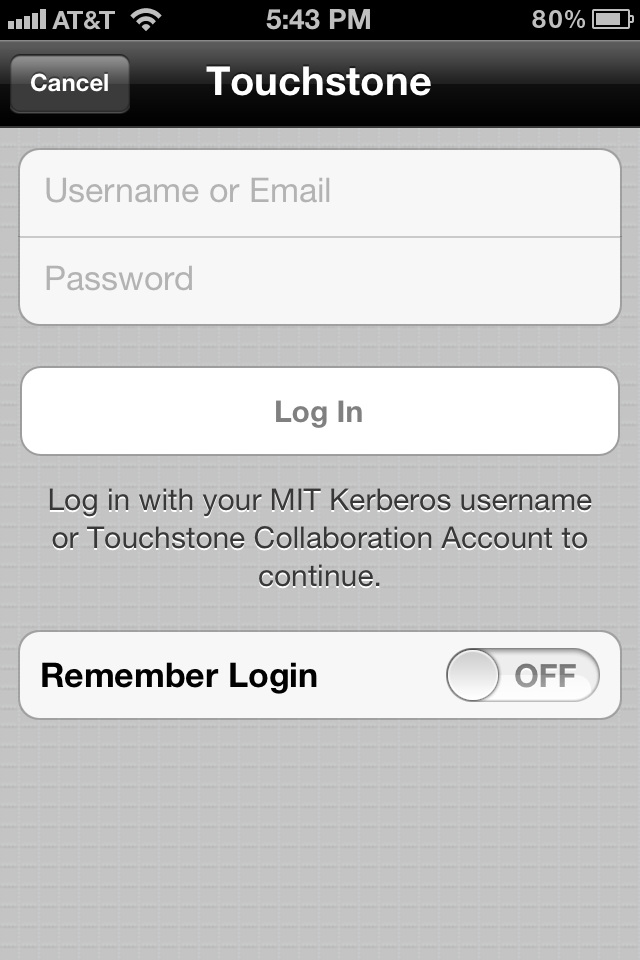 AT&T 5:43 PM 80%
Cancel Touchstone
Username or Email
Password
Log In
Log in with your MIT Kerberos username
or Touchstone Collaboration Account to
continue.
Remember Login OFF